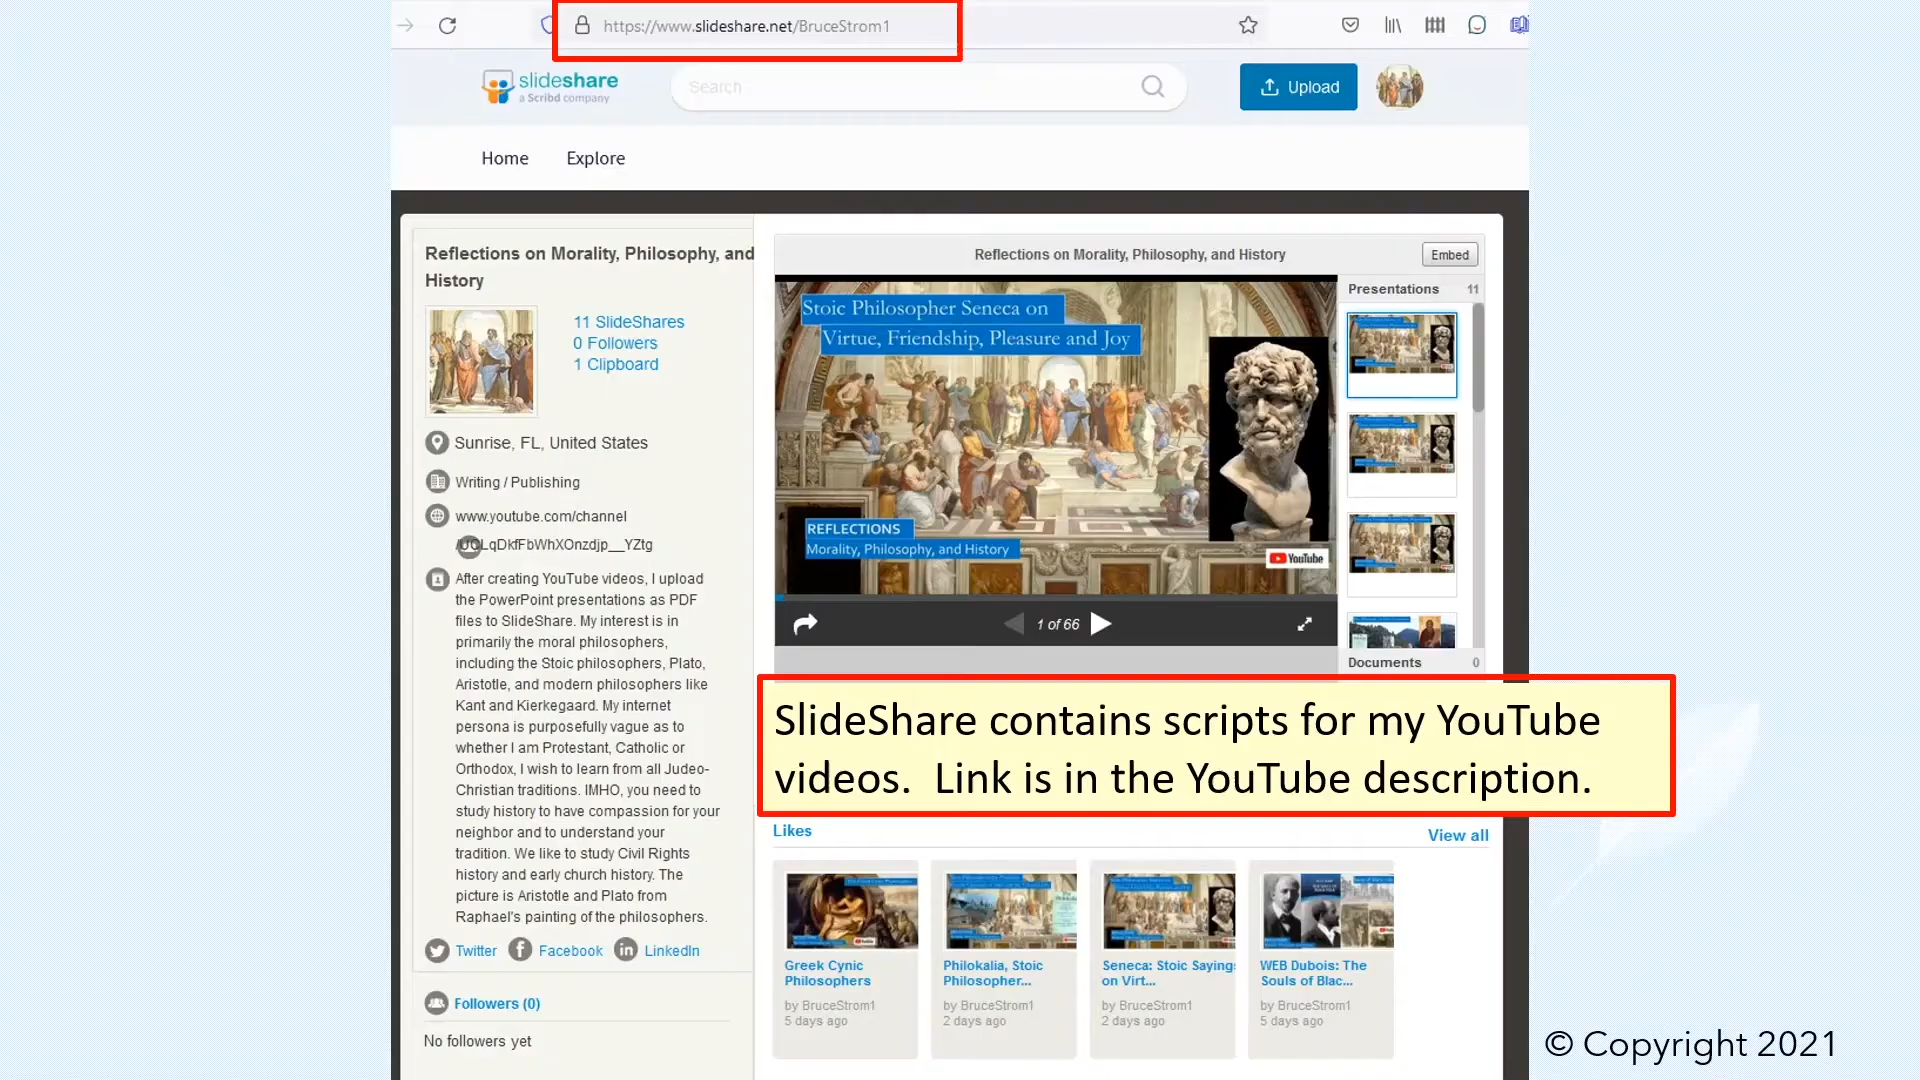 https://www.slideshare.net/BruceStrom1
slideshare
a Scribd company
Search
Upload
Home
Explore
Reflections on Morality, Philosophy, and
History
11 SlideShares
0 Followers
1 Clipboard
Sunrise, FL, United States
Writing / Publishing
www.youtube.com/channel
/UCLqDkfFbWhXOnzdjp__YZtg
After creating YouTube videos, I upload
the PowerPoint presentations as PDF
files to SlideShare. My interest is in
primarily the moral philosophers,
including the Stoic philosophers, Plato,
Aristotle, and modern philosophers like
Kant and Kierkegaard. My internet
persona is purposefully vague as to
whether I am Protestant, Catholic or
Orthodox, I wish to learn from all Judeo-
Christian traditions. IMHO, you need to
study history to have compassion for your
neighbor and to understand your
tradition. We like to study Civil Rights
history and early church history. The
picture is Aristotle and Plato from
Raphael's painting of the philosophers.
Twitter
Facebook
LinkedIn
Followers (0)
No followers yet
Reflections on Morality, Philosophy, and History
Embed
Stoic Philosopher Seneca on
Virtue, Friendship, Pleasure and Joy
REFLECTIONS
Morality, Philosophy, and History
YouTube
1 of 66
Presentations 11
Documents 0
SlideShare contains scripts for my YouTube
videos. Link is in the YouTube description.
Likes
View all
Greek Cynic
Philosophers
by BruceStrom1
5 days ago
Philokalia, Stoic
Philosopher...
by BruceStrom1
2 days ago
Seneca: Stoic Sayings
on Virt...
by BruceStrom1
2 days ago
WEB Dubois: The
Souls of Blac...
by BruceStrom1
5 days ago
© Copyright 2021